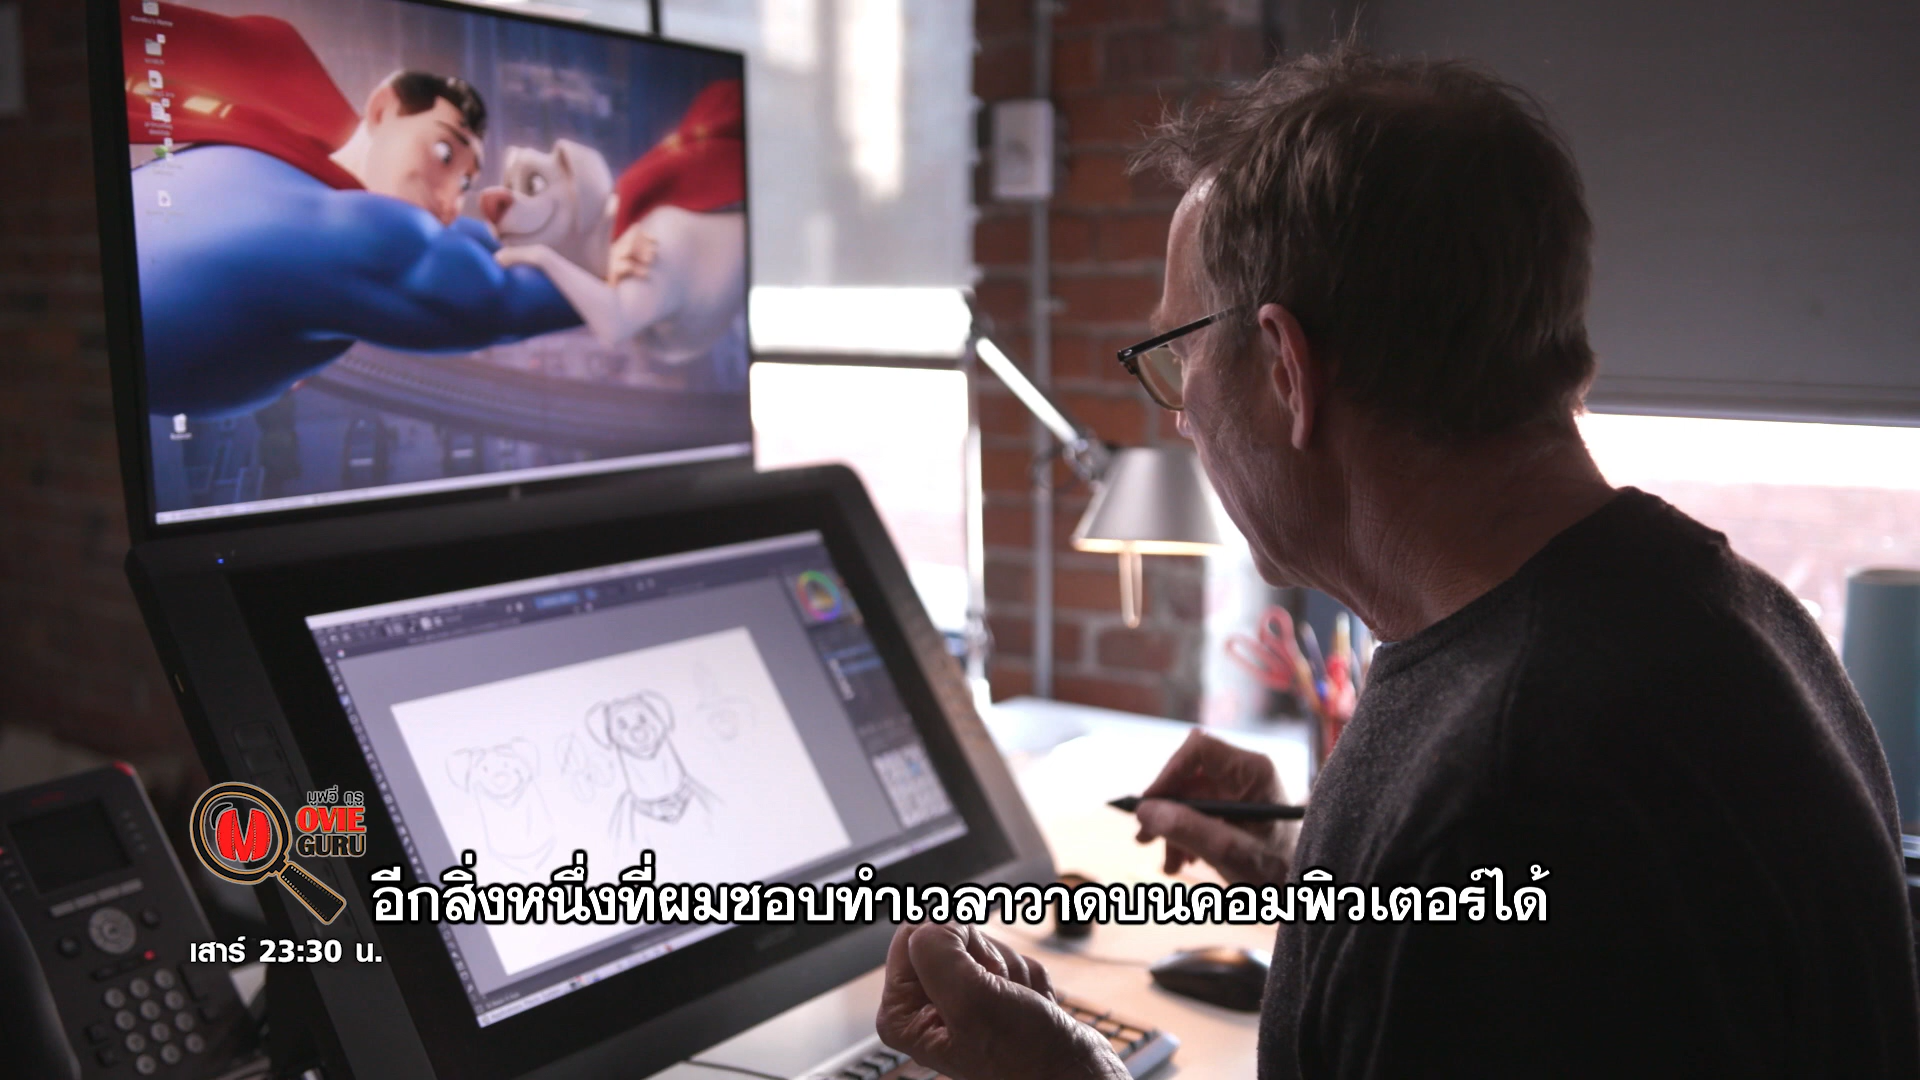 มูฟวี่ กูรู
MOVIE
GURU
อีกสิ่งหนึ่งที่ผมชอบทำเวลาวาดบนคอมพิวเตอร์ได้
เสาร์ 23:30 น.